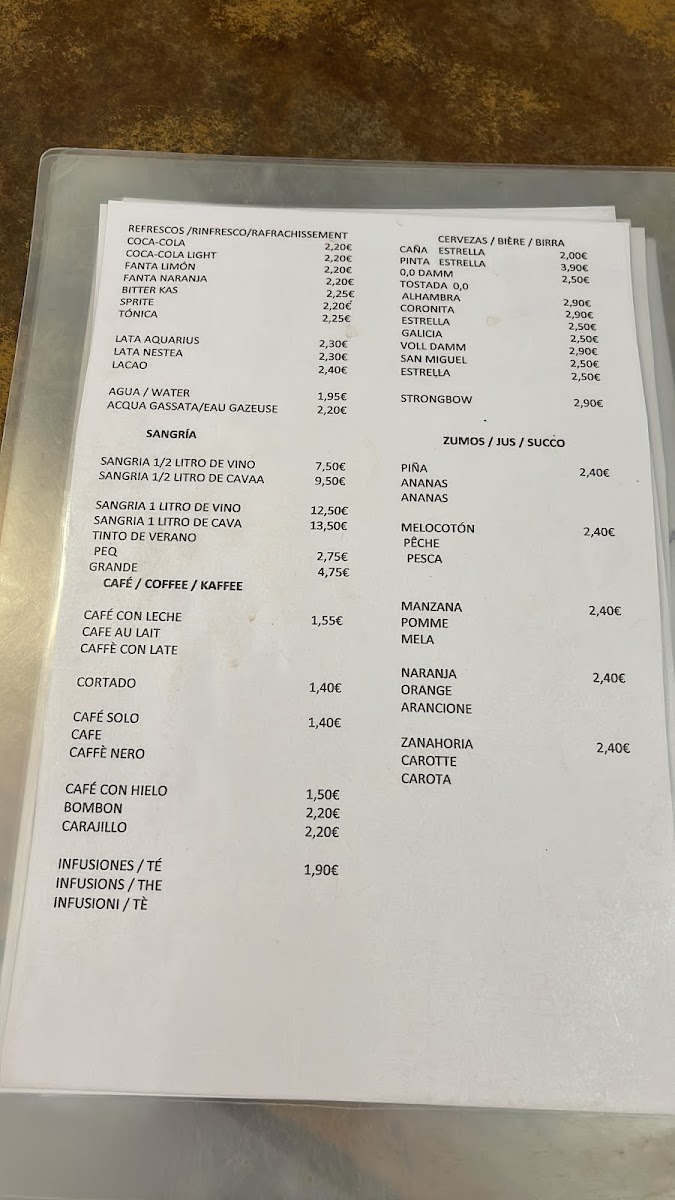 REFRESCOS /RINFRESCO/RAFRACHISSEMENT
COCA-COLA 2,20€
COCA-COLA LIGHT 2,20€
FANTA LIMÓN 2,20€
FANTA NARANJA 2,20€
BITTER KAS 2,25€
SPRITE 2,20€
TÓNICA 2,25€
LATA AQUARIUS 2,30€
LATA NESTEA 2,30€
LACAO 2,40€
AGUA / WATER 1,95€
ACQUA GASSATA/EAU GAZEUSE 2,20€
SANGRÍA
SANGRIA 1/2 LITRO DE VINO 7,50€
SANGRIA 1/2 LITRO DE CAVAA 9,50€
SANGRIA 1 LITRO DE VINO 12,50€
SANGRIA 1 LITRO DE CAVA 13,50€
TINTO DE VERANO
PEQ 2,75€
GRANDE 4,75€
CAFÉ / COFFEE / KAFFEE
CAFÉ CON LECHE 1,55€
CAFE AU LAIT
CAFFÈ CON LATE
CORTADO 1,40€
CAFÉ SOLO 1,40€
CAFE
CAFFÈ NERO
CAFÉ CON HIELO 1,50€
BOMBON 2,20€
CARAJILLO 2,20€
INFUSIONES / TÉ 1,90€
INFUSIONS / THE
INFUSIONI / TÈ
CERVEZAS / BIÈRE / BIRRA
CAÑA ESTRELLA 2,00€
PINTA ESTRELLA 3,90€
0,0 DAMM 2,50€
TOSTADA 0,0
ALHAMBRA 2,90€
CORONITA 2,90€
ESTRELLA 2,50€
GALICIA 2,50€
VOLL DAMM 2,90€
SAN MIGUEL 2,50€
ESTRELLA 2,50€
STRONGBOW 2,90€
ZUMOS / JUS / SUCCO
PIÑA 2,40€
ANANAS
ANANAS
MELOCOTÓN 2,40€
PÊCHE
PESCA
MANZANA 2,40€
POMME
MELA
NARANJA 2,40€
ORANGE
ARANCIONE
ZANAHORIA 2,40€
CAROTTE
CAROTA